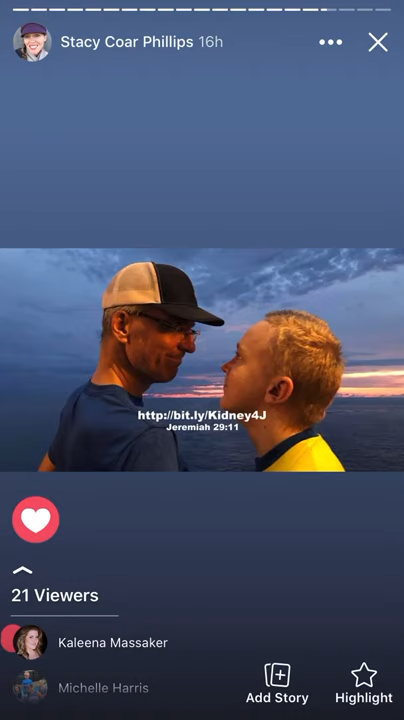 Stacy Coar Phillips 16h
http://bit.ly/Kidney4J
Jeremiah 29:11
21 Viewers
Kaleena Massaker
Michelle Harris
Add Story
Highlight